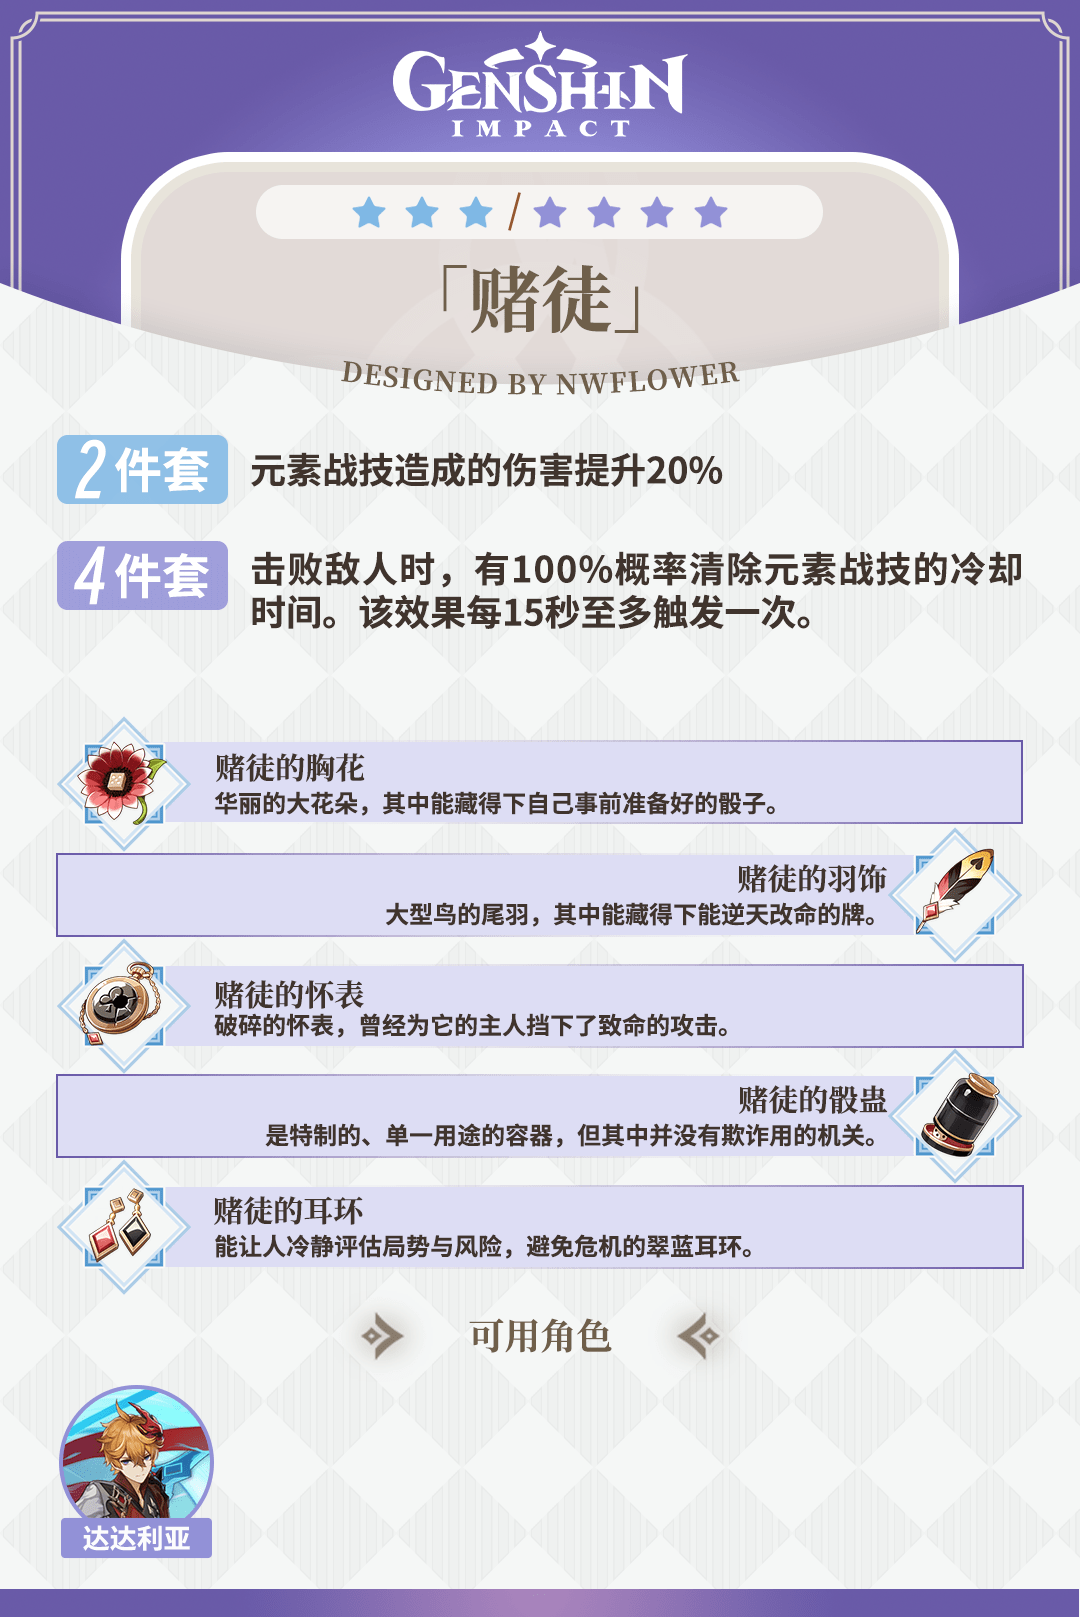 GENSHIN
IMPACT
「赌徒」
DESIGNED BY NWFLOWER
2件套
元素战技造成的伤害提升20%
4件套
击败敌人时，有100%概率清除元素战技的冷却
时间。该效果每15秒至多触发一次。
赌徒的胸花
华丽的大花朵，其中能藏得下自己事前准备好的骰子。
赌徒的羽饰
大型鸟的尾羽，其中能藏得下能逆天改命的牌。
赌徒的怀表
破碎的怀表，曾经为它的主人挡下了致命的攻击。
赌徒的骰蛊
是特制的、单一用途的容器，但其中并没有欺诈用的机关。
赌徒的耳环
能让人冷静评估局势与风险，避免危机的翠蓝耳环。
可用角色
达达利亚